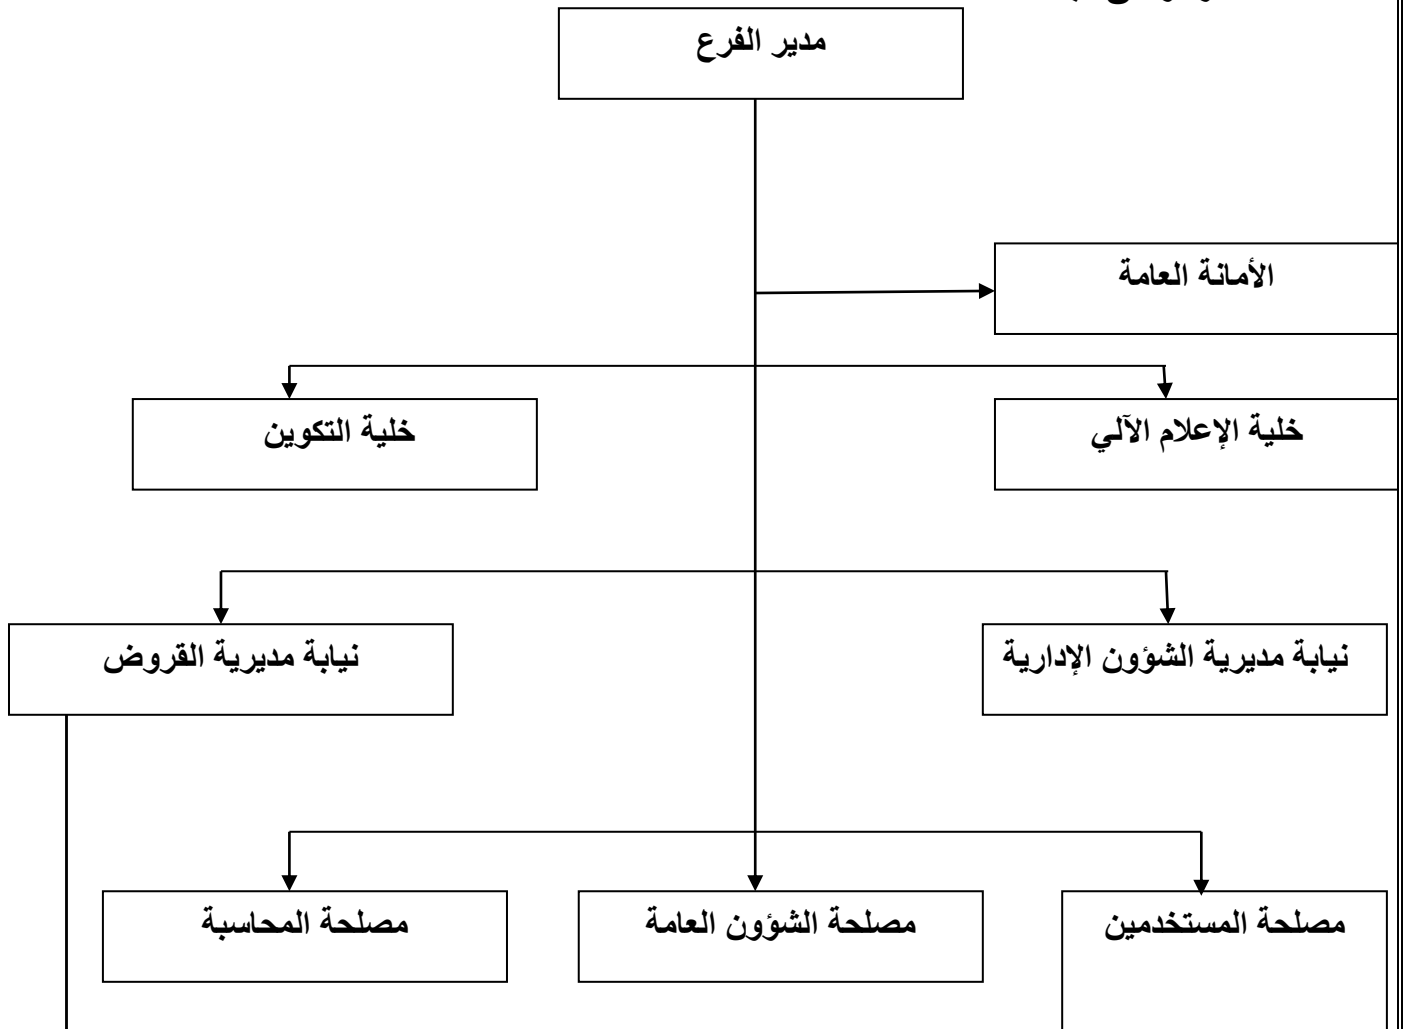 مدير الفرع
الأمانة العامة
خلية الإعلام الآلي
خلية التكوين
نيابة مديرية الشؤون الإدارية
نيابة مديرية القروض
مصلحة المستخدمين
مصلحة الشؤون العامة
مصلحة المحاسبة